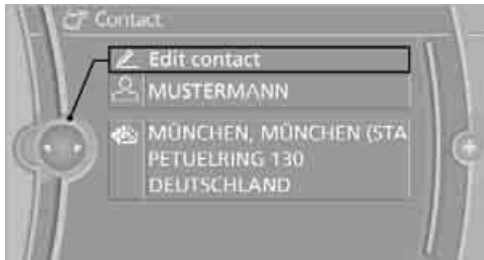 Contact
Edit contact
MUSTERMANN
MÜNCHEN, MÜNCHEN (STA
PETUELRING 130
DEUTSCHLAND